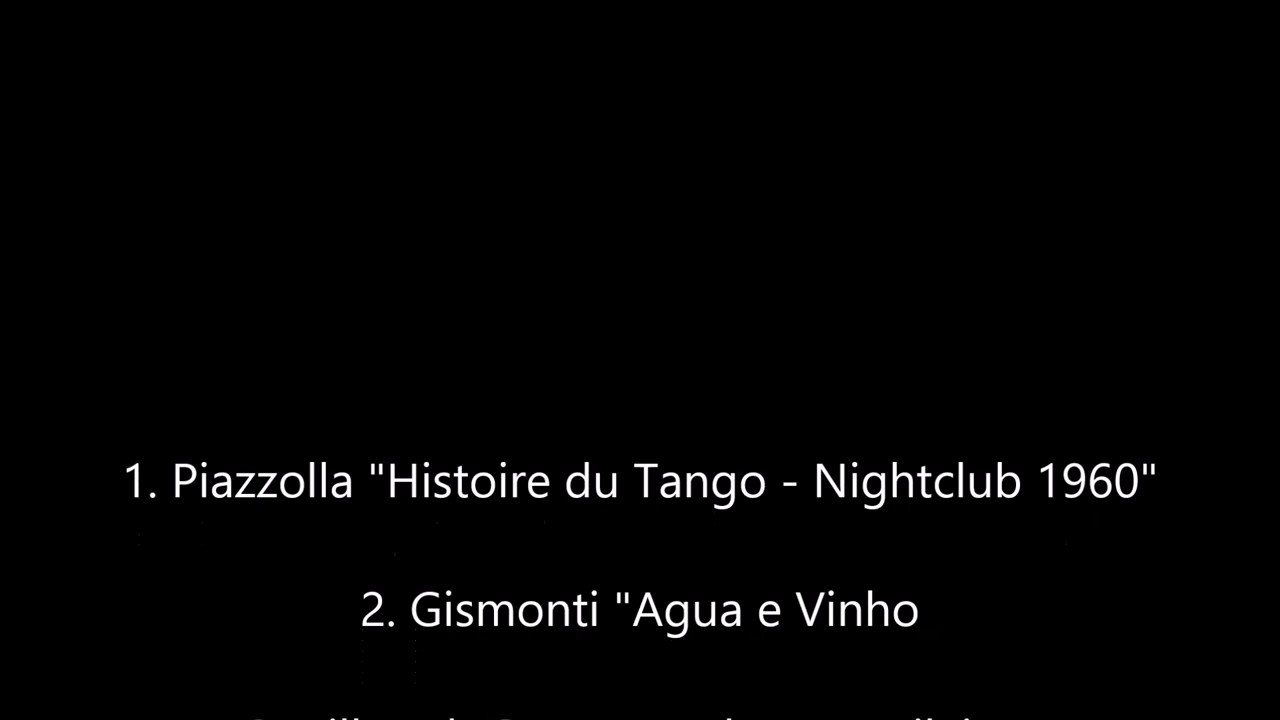 1. Piazzolla "Histoire du Tango - Nightclub 1960"
2. Gismonti "Agua e Vinho